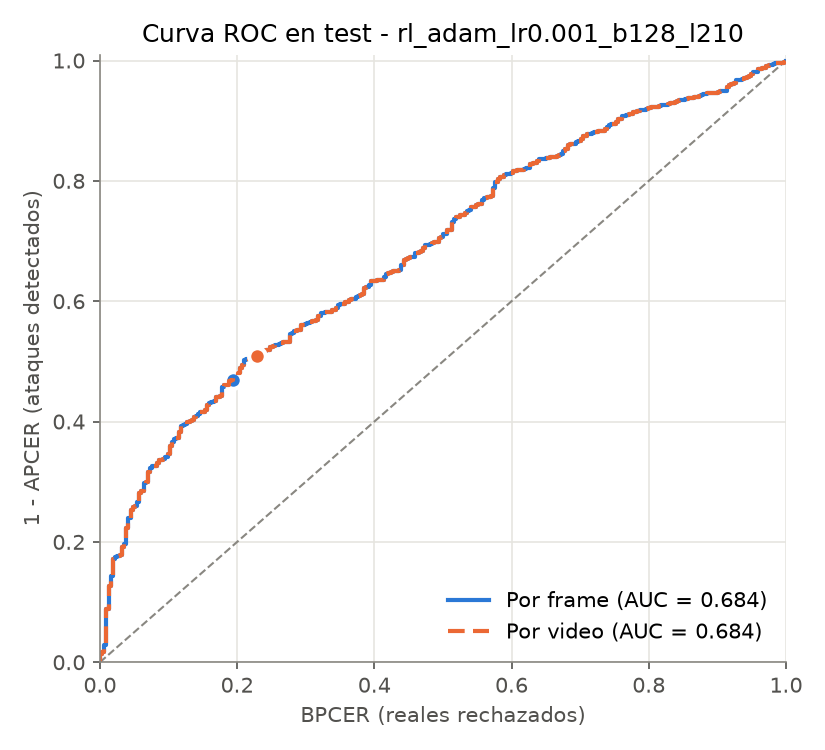 Curva ROC en test - rl_adam_lr0.001_b128_l210
1 - APCER (ataques detectados)
1.0
0.8
0.6
0.4
0.2
0.0
Por frame (AUC = 0.684)
Por video (AUC = 0.684)
0.0 0.2 0.4 0.6 0.8 1.0
BPCER (reales rechazados)